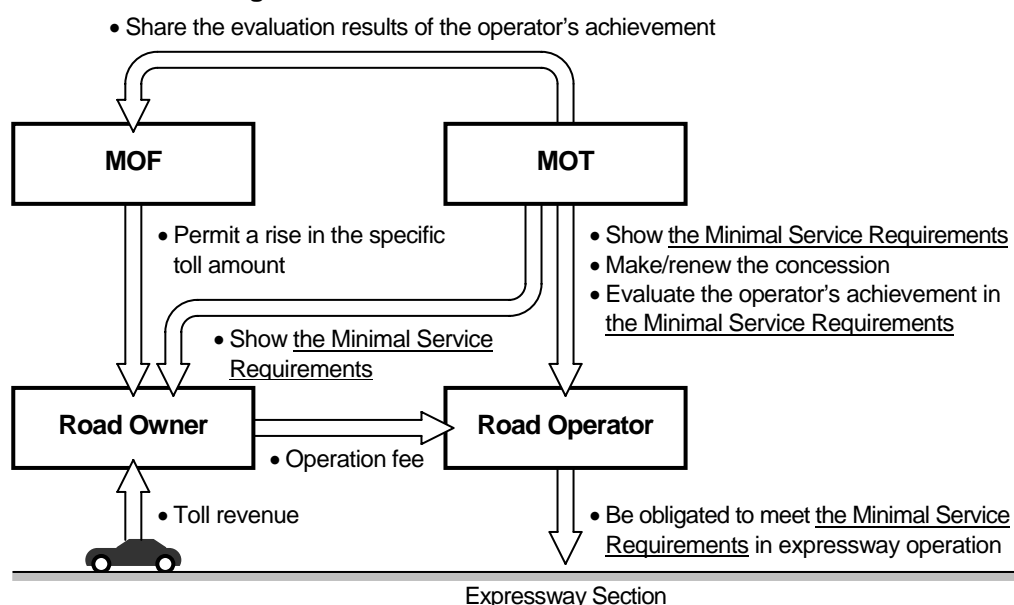 • Share the evaluation results of the operator's achievement
MOF
MOT
• Permit a rise in the specific
toll amount
• Show the Minimal Service Requirements
• Make/renew the concession
• Evaluate the operator's achievement in
the Minimal Service Requirements
• Show the Minimal Service
Requirements
Road Owner
Road Operator
• Operation fee
• Toll revenue
• Be obligated to meet the Minimal Service
Requirements in expressway operation
Expressway Section